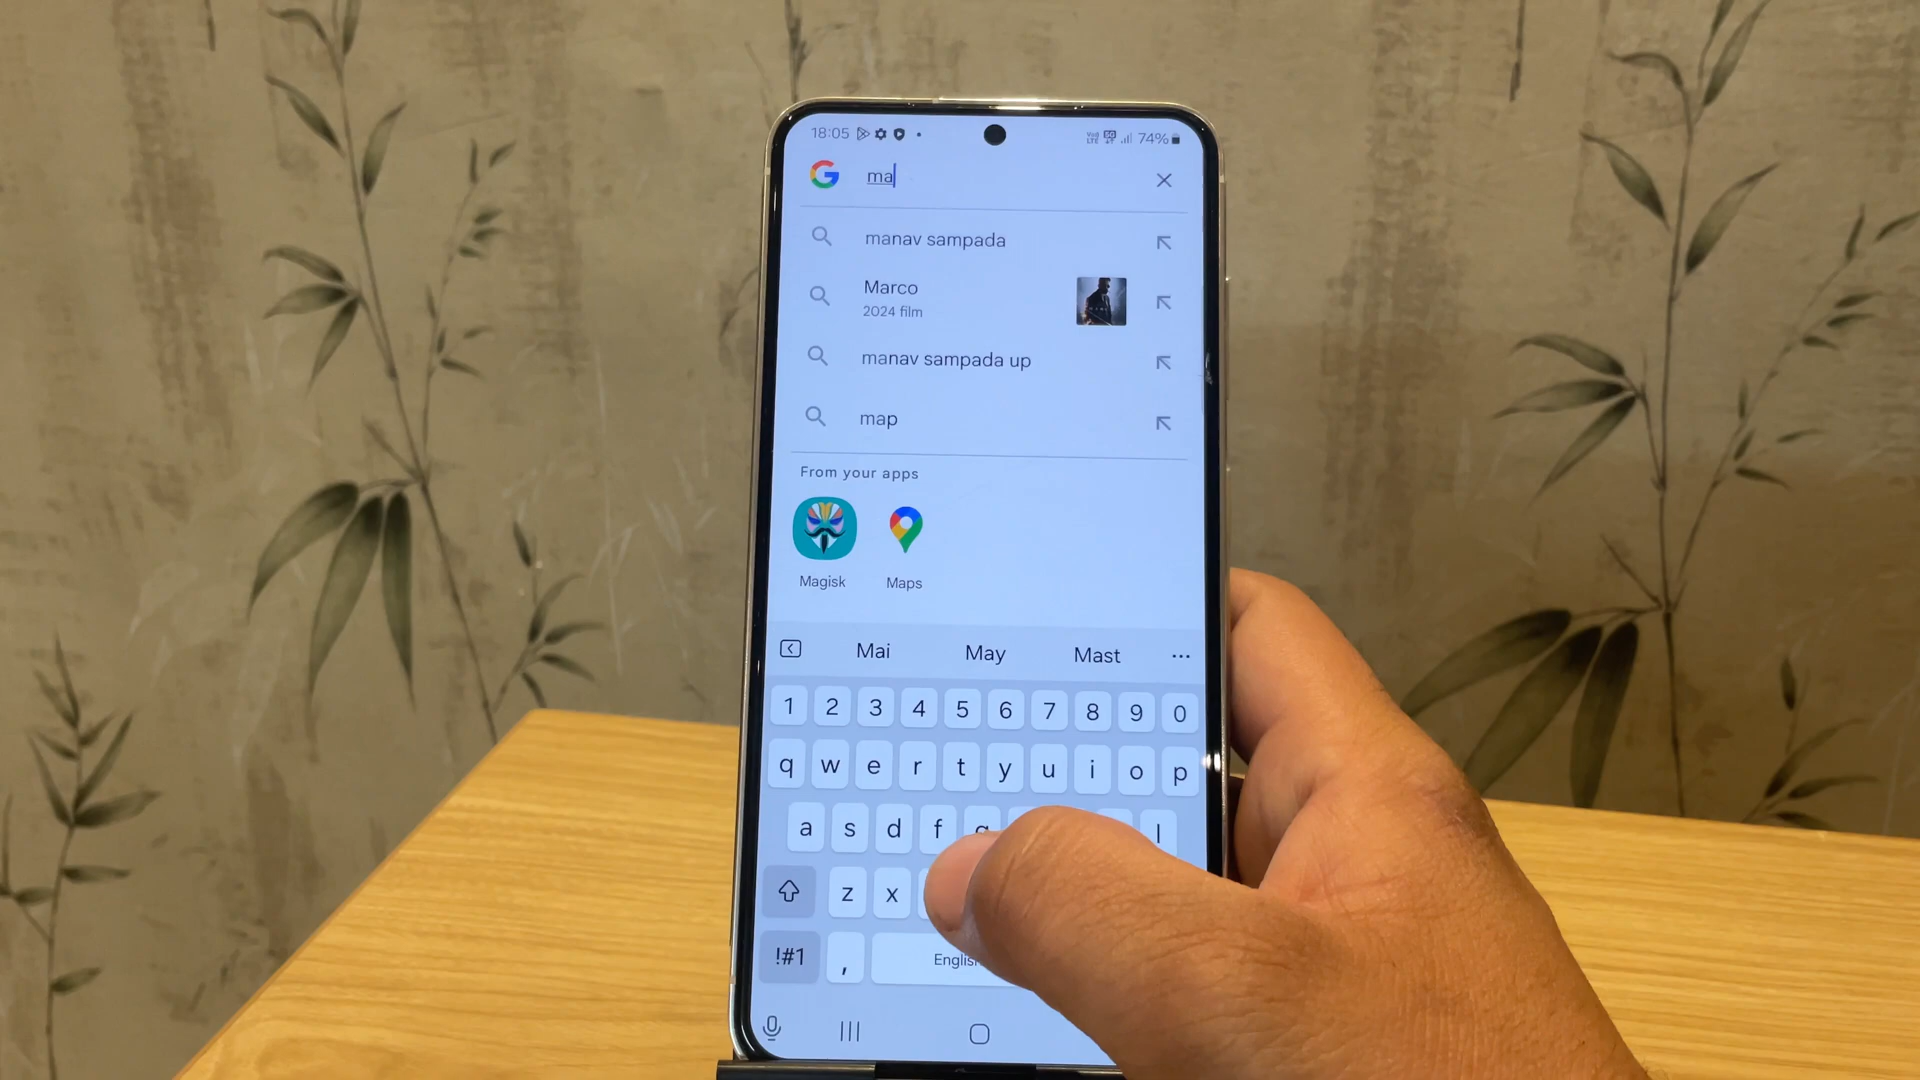 18:05 74%
ma
manav sampada
Marco
2024 film
manav sampada up
map
From your apps
Magisk Maps
Mai May Mast ...
1 2 3 4 5 6 7 8 9 0
q w e r t y u i o p
a s d f g l
z x
!#1 ,